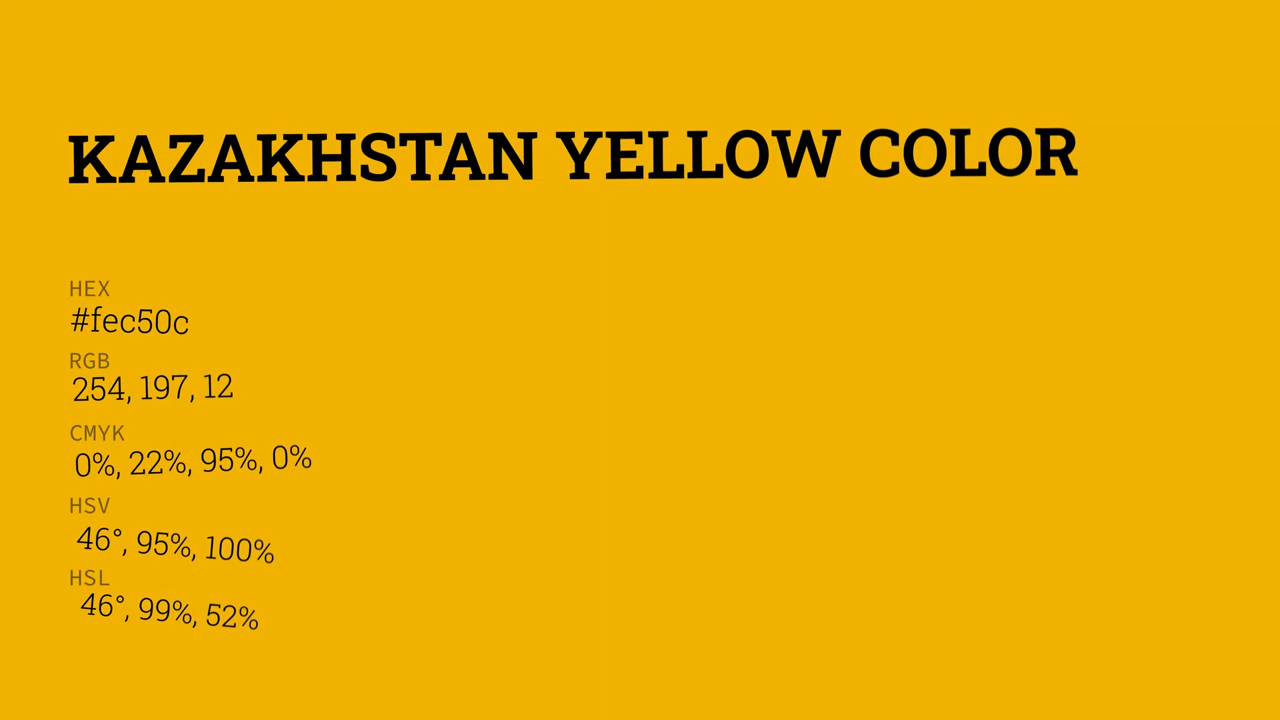 KAZAKHSTAN YELLOW COLOR
HEX
#fec50c
RGB
254, 197, 12
CMYK
0%, 22%, 95%, 0%
HSV
46°, 95%, 100%
HSL
46°, 99%, 52%